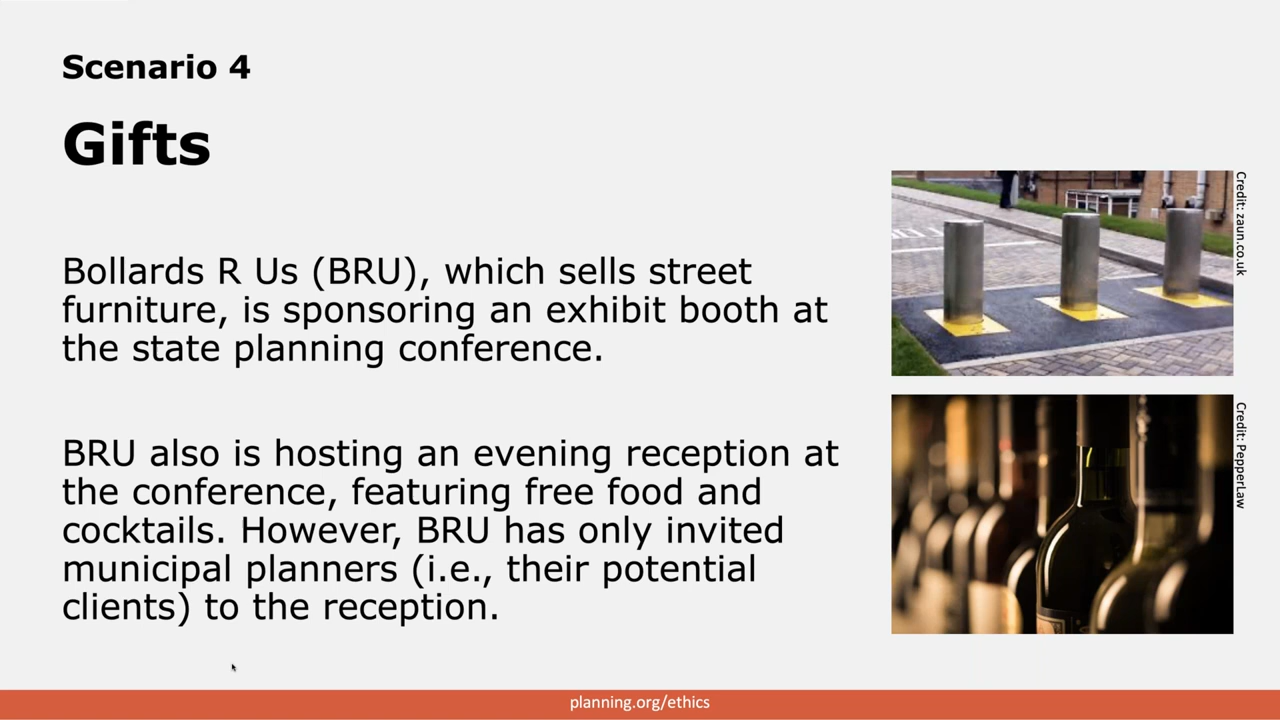 Scenario 4
Gifts
Bollards R Us (BRU), which sells street
furniture, is sponsoring an exhibit booth at
the state planning conference.
BRU also is hosting an evening reception at
the conference, featuring free food and
cocktails. However, BRU has only invited
municipal planners (i.e., their potential
clients) to the reception.
Credit: zaun.co.uk
Credit: PepperLaw
planning.org/ethics